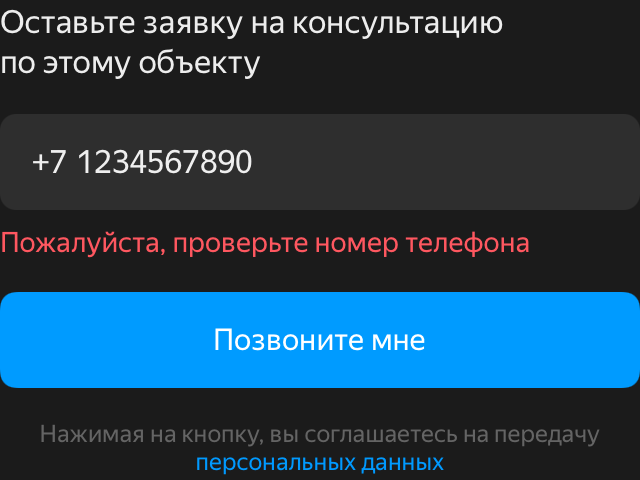 Оставьте заявку на консультацию
по этому объекту
+7 1234567890
Пожалуйста, проверьте номер телефона
Позвоните мне
Нажимая на кнопку, вы соглашаетесь на передачу
персональных данных